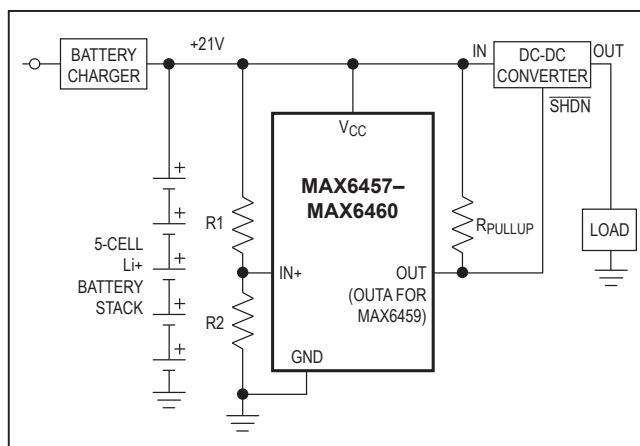 BATTERY
CHARGER
+21V
IN
DC-DC
CONVERTER
OUT
SHDN
VCC
MAX6457–
MAX6460
R1
RPULLUP
LOAD
5-CELL
Li+
BATTERY
STACK
+
+
+
+
+
IN+
OUT
(OUTA FOR
MAX6459)
R2
GND